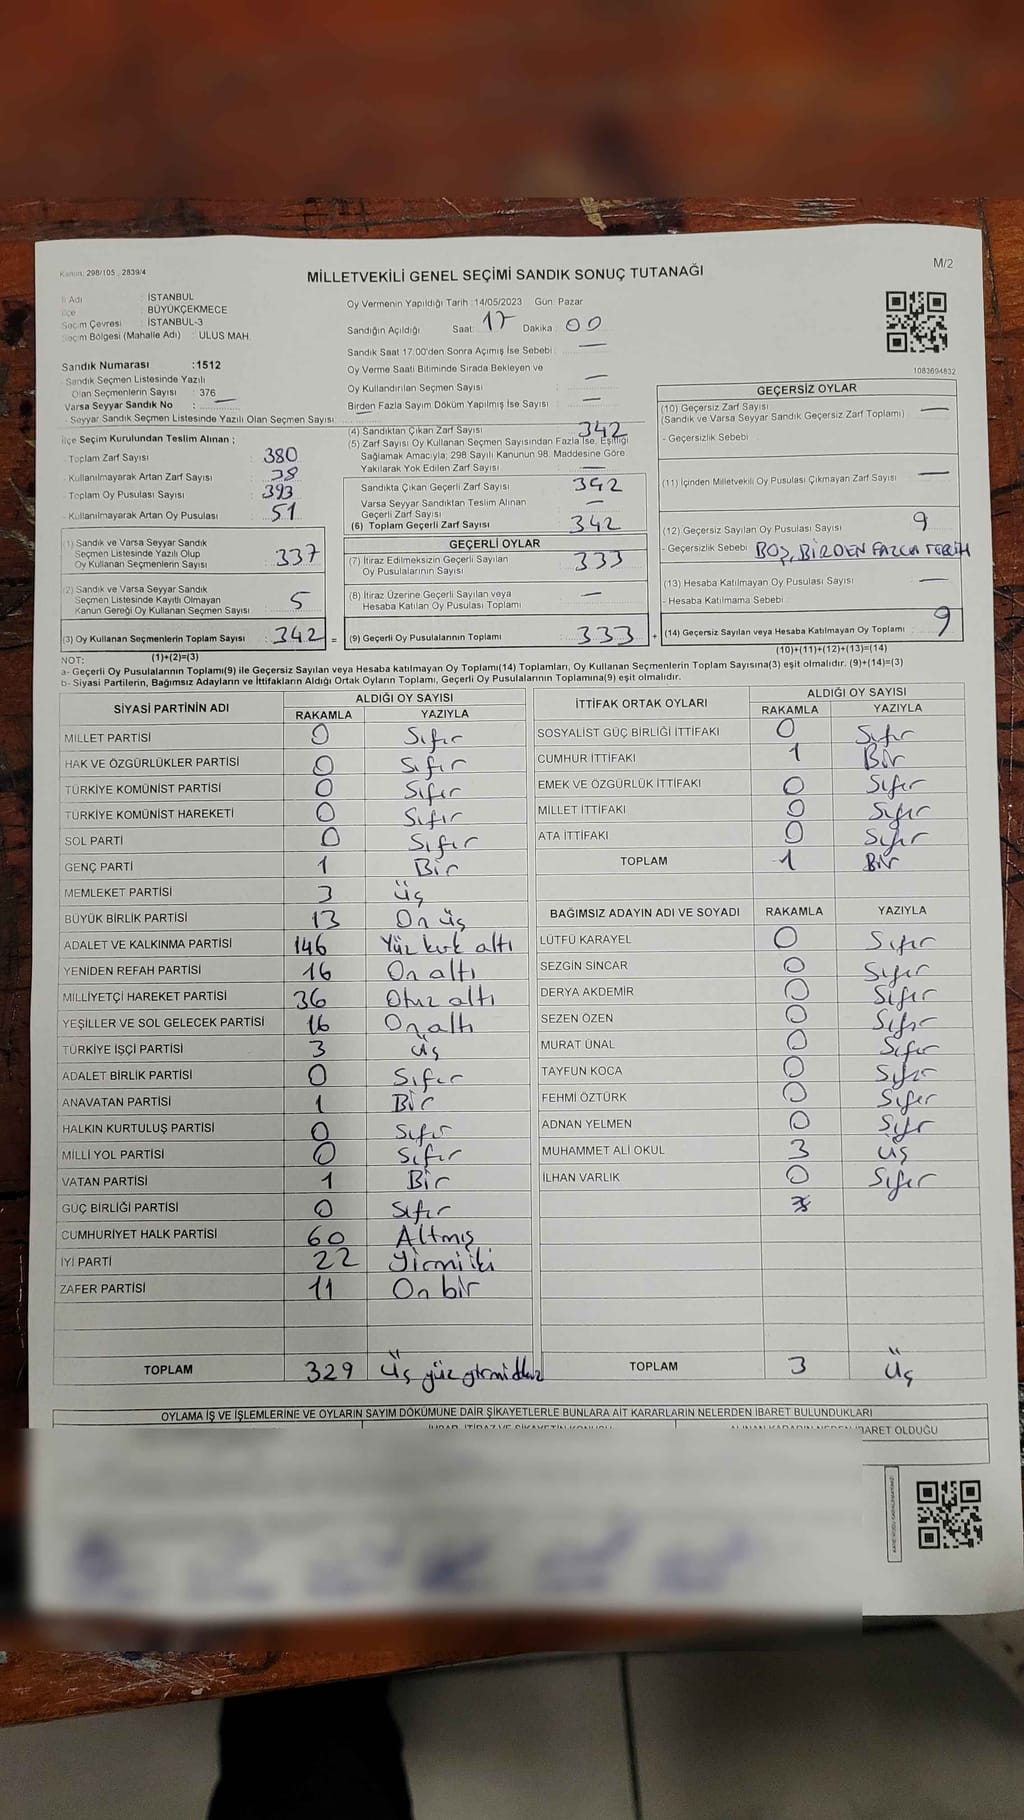 Kanun: 298/105 , 2839/4
MİLLETVEKİLİ GENEL SEÇİMİ SANDIK SONUÇ TUTANAĞI
M/2
İl Adı : İSTANBUL
İlçe : BÜYÜKÇEKMECE
Seçim Çevresi : İSTANBUL-3
Seçim Bölgesi (Mahalle Adı) : ULUS MAH
Sandık Numarası :1512
Sandık Seçmen Listesinde Yazılı
Olan Seçmenlerin Sayısı : 376
Varsa Seyyar Sandık No :
Seyyar Sandık Seçmen Listesinde Yazılı Olan Seçmen Sayısı:
Oy Vermenin Yapıldığı Tarih :14/05/2023 Gün: Pazar
Sandığın Açıldığı Saat: 17 Dakika : 00
Sandık Saat 17:00'den Sonra Açımış İse Sebebi : —
Oy Verme Saati Bitiminde Sırada Bekleyen ve
Oy Kullandırılan Seçmen Sayısı : —
Birden Fazla Sayım Döküm Yapılmış İse Sayısı : —
1083694832
İlçe Seçim Kurulundan Teslim Alınan ;
- Toplam Zarf Sayısı : 380
- Kullanılmayarak Artan Zarf Sayısı : 38
- Toplam Oy Pusulası Sayısı : 393
- Kullanılmayarak Artan Oy Pusulası : 51
(4) Sandıktan Çıkan Zarf Sayısı : 342
(5) Zarf Sayısı Oy Kullanan Seçmen Sayısından Fazla İse, Eşitliği
Sağlamak Amacıyla; 298 Sayılı Kanunun 98. Maddesine Göre
Yakılarak Yok Edilen Zarf Sayısı : —
Sandıkta Çıkan Geçerli Zarf Sayısı : 342
Varsa Seyyar Sandıktan Teslim Alınan
Geçerli Zarf Sayısı : —
(6) Toplam Geçerli Zarf Sayısı : 342
GEÇERSİZ OYLAR
(10) Geçersiz Zarf Sayısı : —
(Sandık ve Varsa Seyyar Sandık Geçersiz Zarf Toplamı)
- Geçersizlik Sebebi :
(11) İçinden Milletvekili Oy Pusulası Çıkmayan Zarf Sayısı : —
(12) Geçersiz Sayılan Oy Pusulası Sayısı : 9
- Geçersizlik Sebebi : BOŞ, BİRDEN FAZLA TERCİH
(13) Hesaba Katılmayan Oy Pusulası Sayısı : —
- Hesaba Katılmama Sebebi :
(14) Geçersiz Sayılan veya Hesaba Katılmayan Oy Toplamı : 9
(1) Sandık ve Varsa Seyyar Sandık
Seçmen Listesinde Yazılı Olup
Oy Kullanan Seçmenlerin Sayısı : 337
(2) Sandık ve Varsa Seyyar Sandık
Seçmen Listesinde Kayıtlı Olmayan
Kanun Gereği Oy Kullanan Seçmen Sayısı : 5
(3) Oy Kullanan Seçmenlerin Toplam Sayısı : 342 =
GEÇERLİ OYLAR
(7) İtiraz Edilmeksizin Geçerli Sayılan
Oy Pusulalarının Sayısı : 333
(8) İtiraz Üzerine Geçerli Sayılan veya
Hesaba Katılan Oy Pusulası Toplamı : —
(9) Geçerli Oy Pusulalarının Toplamı : 333 +
NOT: (1)+(2)=(3) (10)+(11)+(12)+(13)=(14)
a- Geçerli Oy Pusulalarının Toplamı(9) ile Geçersiz Sayılan veya Hesaba katılmayan Oy Toplamı(14) Toplamları, Oy Kullanan Seçmenlerin Toplam Sayısına(3) eşit olmalıdır. (9)+(14)=(3)
b- Siyasi Partilerin, Bağımsız Adayların ve İttifakların Aldığı Ortak Oyların Toplamı, Geçerli Oy Pusulalarının Toplamına(9) eşit olmalıdır.
SİYASİ PARTİNİN ADI ALDIĞI OY SAYISI
RAKAMLA YAZIYLA
MİLLET PARTİSİ 0 Sıfır
HAK VE ÖZGÜRLÜKLER PARTİSİ 0 Sıfır
TÜRKİYE KOMÜNİST PARTİSİ 0 Sıfır
TÜRKİYE KOMÜNİST HAREKETİ 0 Sıfır
SOL PARTİ 0 Sıfır
GENÇ PARTİ 1 Bir
MEMLEKET PARTİSİ 3 üç
BÜYÜK BİRLİK PARTİSİ 13 On üç
ADALET VE KALKINMA PARTİSİ 146 Yüz kırk altı
YENİDEN REFAH PARTİSİ 16 On altı
MİLLİYETÇİ HAREKET PARTİSİ 36 Otuz altı
YEŞİLLER VE SOL GELECEK PARTİSİ 16 On altı
TÜRKİYE İŞÇİ PARTİSİ 3 üç
ADALET BİRLİK PARTİSİ 0 Sıfır
ANAVATAN PARTİSİ 1 Bir
HALKIN KURTULUŞ PARTİSİ 0 Sıfır
MİLLİ YOL PARTİSİ 0 Sıfır
VATAN PARTİSİ 1 Bir
GÜÇ BİRLİĞİ PARTİSİ 0 Sıfır
CUMHURİYET HALK PARTİSİ 60 Altmış
İYİ PARTİ 22 Yirmi iki
ZAFER PARTİSİ 11 On bir
TOPLAM 329 Üç yüz yirmi dokuz
İTTİFAK ORTAK OYLARI ALDIĞI OY SAYISI
RAKAMLA YAZIYLA
SOSYALİST GÜÇ BİRLİĞİ İTTİFAKI 0 Sıfır
CUMHUR İTTİFAKI 1 Bir
EMEK VE ÖZGÜRLÜK İTTİFAKI 0 Sıfır
MİLLET İTTİFAKI 0 Sıfır
ATA İTTİFAKI 0 Sıfır
TOPLAM 1 Bir
BAĞIMSIZ ADAYIN ADI VE SOYADI RAKAMLA YAZIYLA
LÜTFÜ KARAYEL 0 Sıfır
SEZGİN SİNCAR 0 Sıfır
DERYA AKDEMİR 0 Sıfır
SEZEN ÖZEN 0 Sıfır
MURAT ÜNAL 0 Sıfır
TAYFUN KOCA 0 Sıfır
FEHMİ ÖZTÜRK 0 Sıfır
ADNAN YELMEN 0 Sıfır
MUHAMMET ALİ OKUL 3 üç
İLHAN VARLIK 0 Sıfır
TOPLAM 3 Üç
OYLAMA İŞ VE İŞLEMLERİNE VE OYLARIN SAYIM DÖKÜMÜNE DAİR ŞİKAYETLERLE BUNLARA AİT KARARLARIN NELERDEN İBARET BULUNDUKLARI
İBARET OLDUĞU